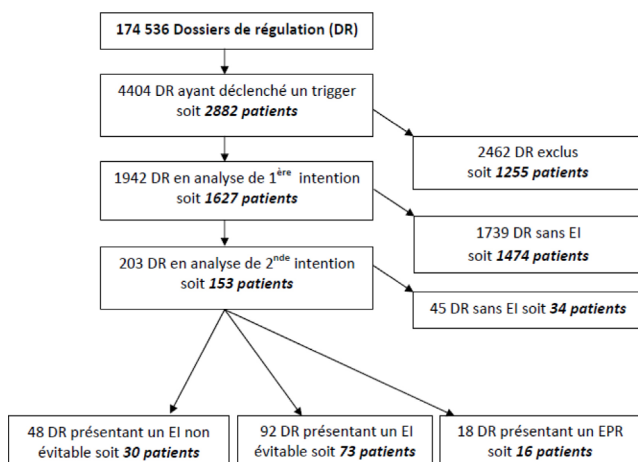 174 536 Dossiers de régulation (DR)
4404 DR ayant déclenché un trigger
soit 2882 patients
2462 DR exclus
soit 1255 patients
1942 DR en analyse de 1ère intention
soit 1627 patients
1739 DR sans EI
soit 1474 patients
203 DR en analyse de 2nde intention
soit 153 patients
45 DR sans EI soit 34 patients
48 DR présentant un EI non
évitable soit 30 patients
92 DR présentant un EI
évitable soit 73 patients
18 DR présentant un EPR
soit 16 patients